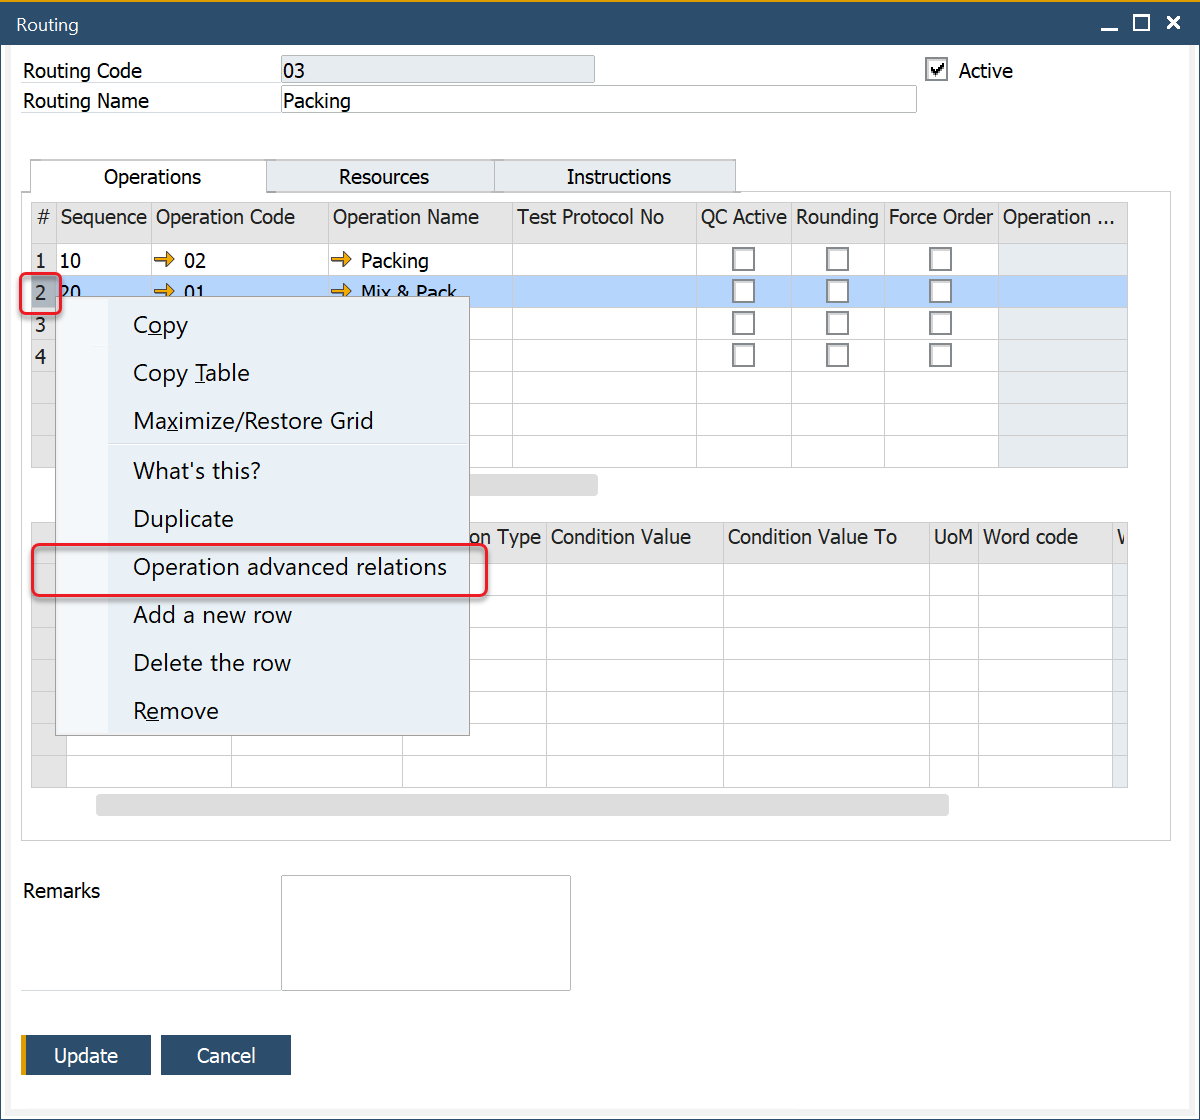 Routing
Routing Code 03 Active
Routing Name Packing
Operations Resources Instructions
# Sequence Operation Code Operation Name Test Protocol No QC Active Rounding Force Order Operation ...
1 10 02 Packing
2 20 01 Mix & Pack
3
4
Copy
Copy Table
Maximize/Restore Grid
What's this?
Duplicate
on Type Condition Value Condition Value To UoM Word code
Operation advanced relations
Add a new row
Delete the row
Remove
Remarks
Update Cancel